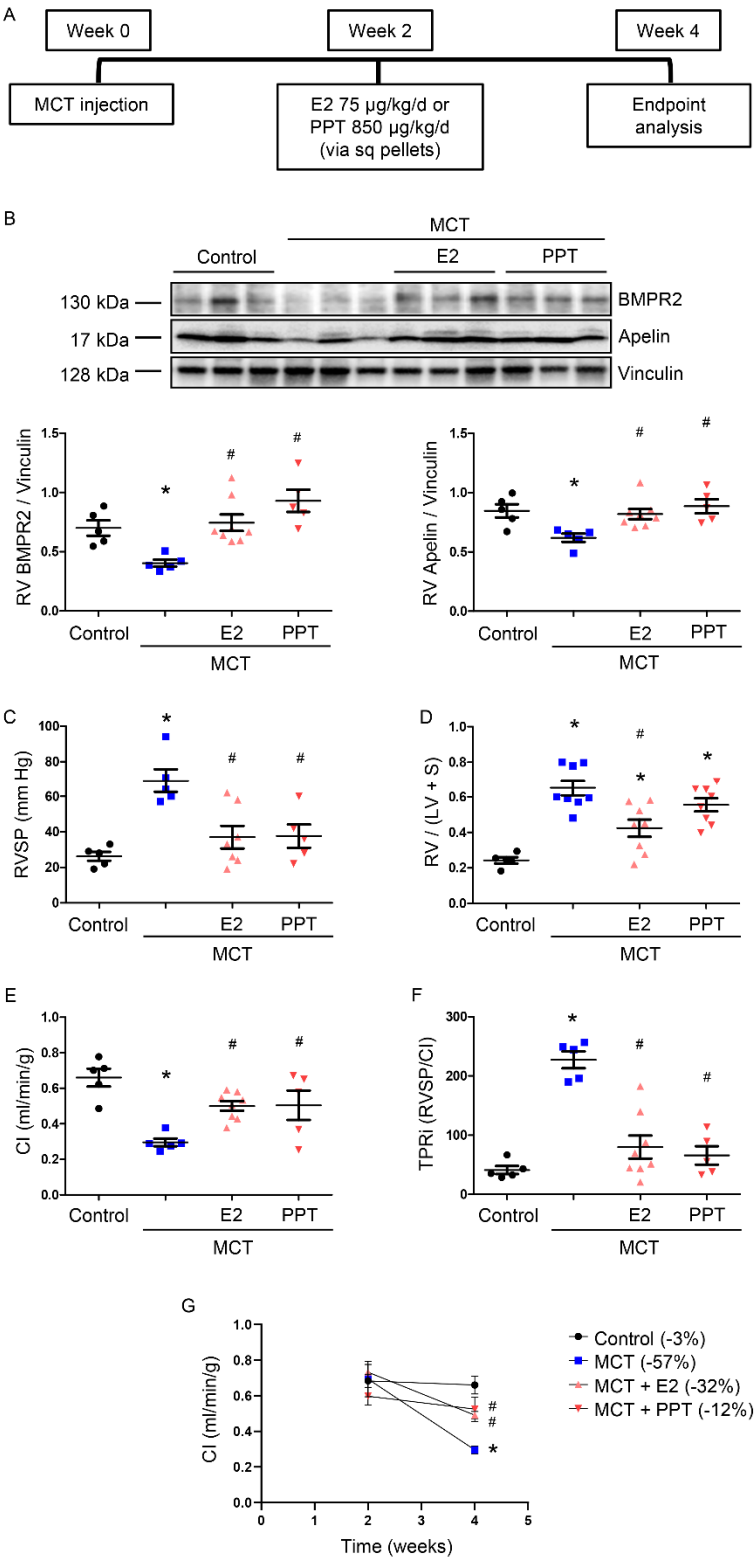 A
Week 0
Week 2
Week 4
MCT injection
E2 75 µg/kg/d or
PPT 850 µg/kg/d
(via sq pellets)
Endpoint
analysis
B
MCT
Control
E2
PPT
130 kDa
BMPR2
17 kDa
Apelin
128 kDa
Vinculin
RV BMPR2 / Vinculin
1.5
1.0
0.5
0.0
*
#
#
Control
E2
PPT
MCT
RV Apelin / Vinculin
1.5
1.0
0.5
0.0
*
#
#
Control
E2
PPT
MCT
C
RVSP (mm Hg)
100
80
60
40
20
0
*
#
#
Control
E2
PPT
MCT
D
RV / (LV + S)
0.8
0.6
0.4
0.2
0.0
*
#
*
*
Control
E2
PPT
MCT
E
CI (ml/min/g)
1.0
0.8
0.6
0.4
0.2
0.0
*
#
#
Control
E2
PPT
MCT
F
TPRi (RVSP/CI)
300
200
100
0
*
#
#
Control
E2
PPT
MCT
G
CI (ml/min/g)
1.0
0.8
0.6
0.4
0.2
0.0
#
#
*
0
1
2
3
4
5
Time (weeks)
Control (-3%)
MCT (-57%)
MCT + E2 (-32%)
MCT + PPT (-12%)